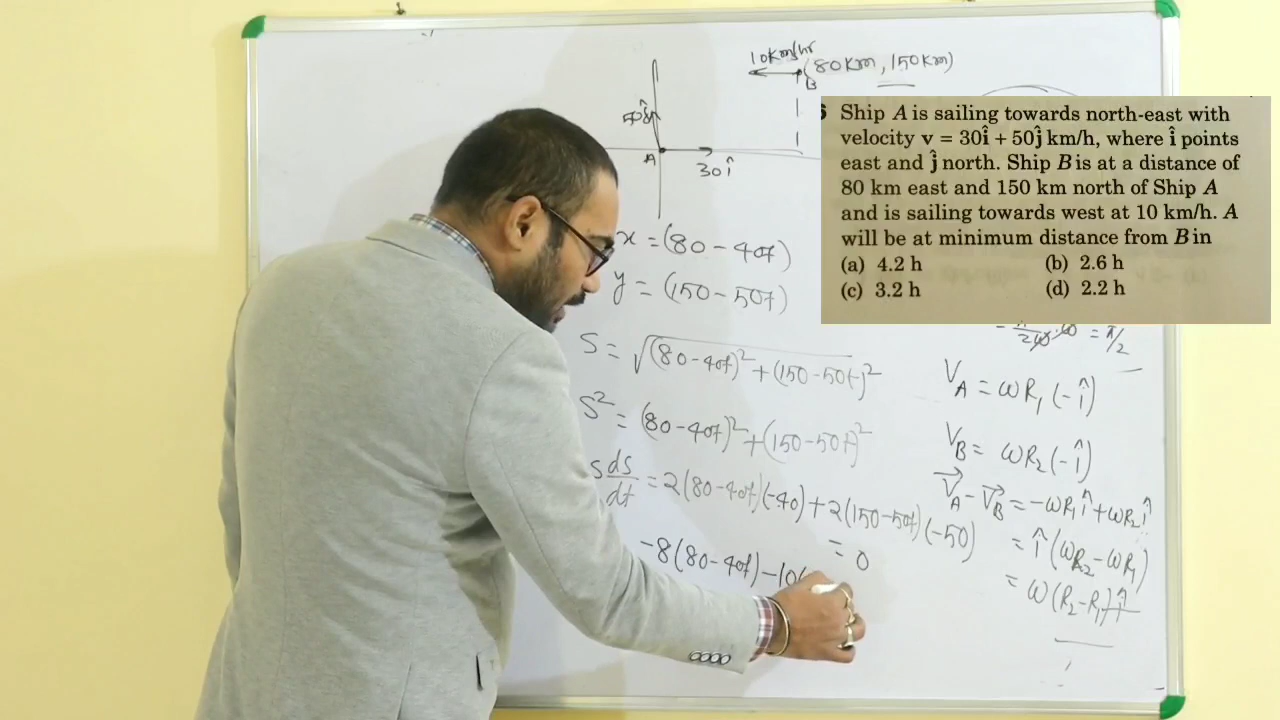 10km/hr
(80km, 150km)
B
50ĵ
A
30î
x = (80 - 40t)
y = (150 - 50t)
S = √(80-40t)² + (150-50t)²
S² = (80-40t)² + (150-50t)²
s ds/dt = 2(80-40t)(-40) + 2(150-50t)(-50)
= 0
-8(80-40t) - 10(
Ship A is sailing towards north-east with
velocity v = 30î + 50ĵ km/h, where î points
east and ĵ north. Ship B is at a distance of
80 km east and 150 km north of Ship A
and is sailing towards west at 10 km/h. A
will be at minimum distance from B in
(a) 4.2 h (b) 2.6 h
(c) 3.2 h (d) 2.2 h
= π/2
V_A = ωR₁(-î)
V_B = ωR₂(-î)
V⃗_A - V⃗_B = -ωR₁î + ωR₂î
= î(ωR₂ - ωR₁)
= ω(R₂-R₁)î